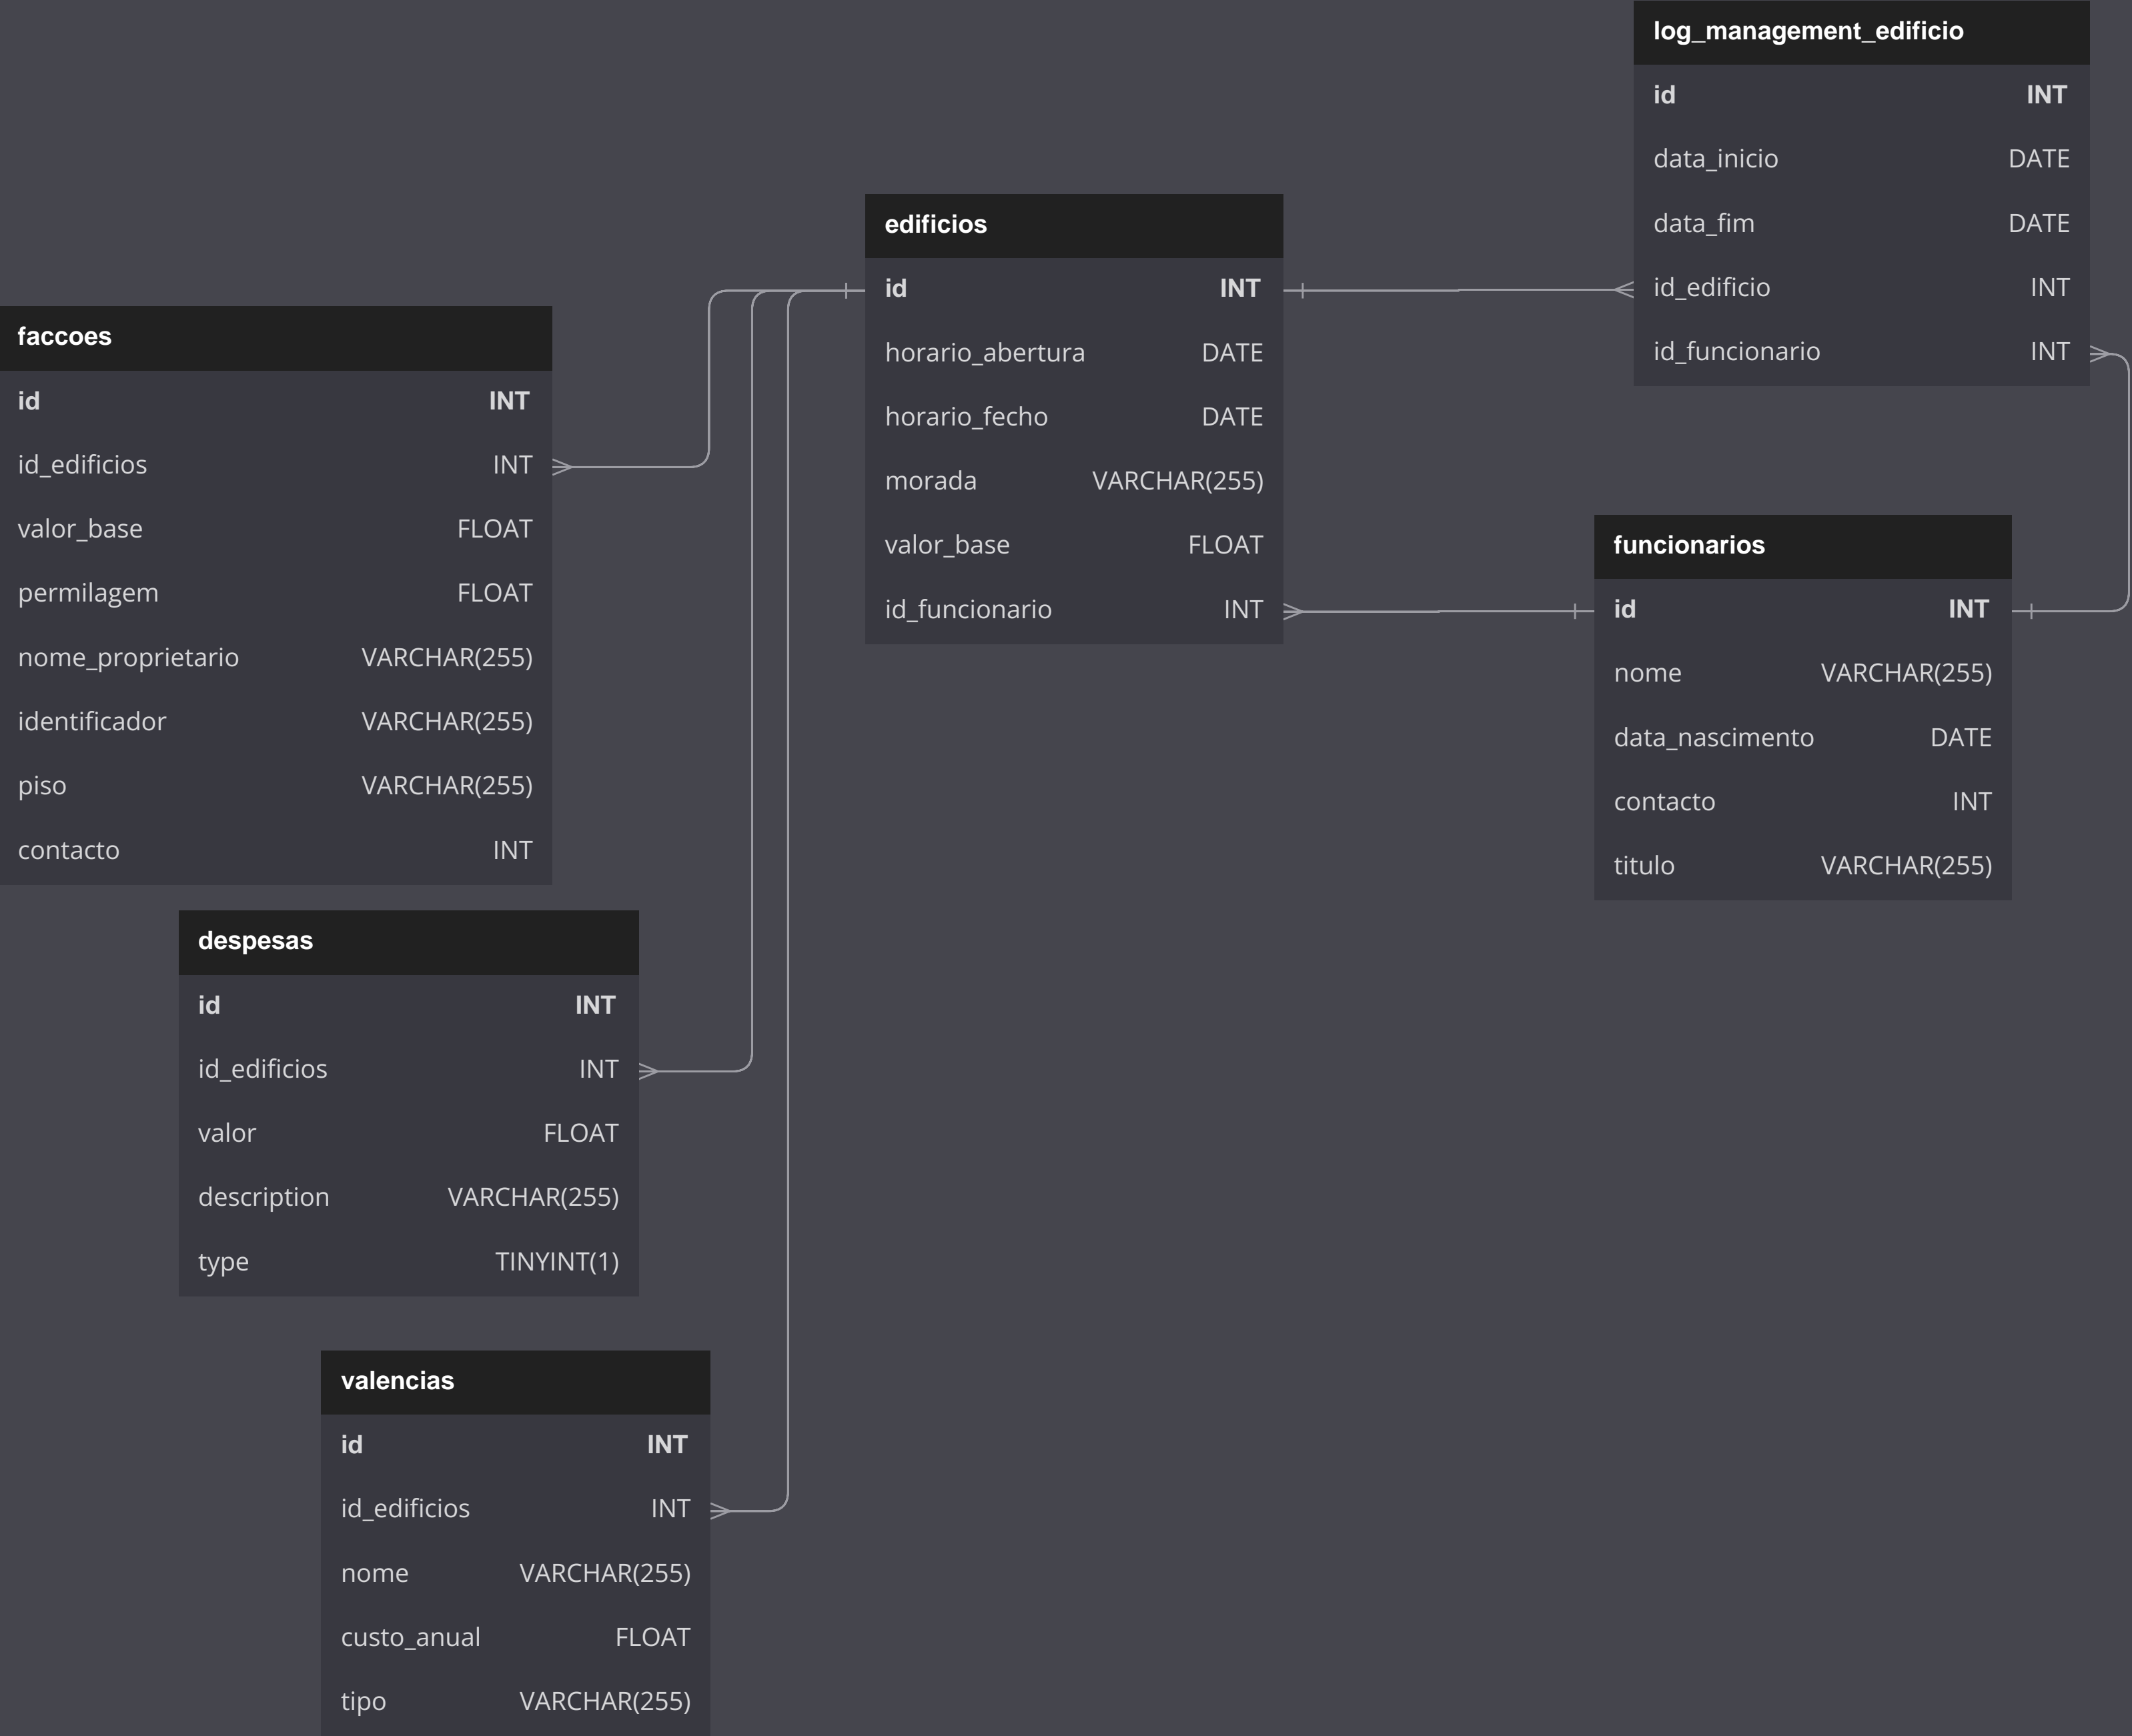 log_management_edificio
id INT
data_inicio DATE
data_fim DATE
id_edificio INT
id_funcionario INT
edificios
id INT
horario_abertura DATE
horario_fecho DATE
morada VARCHAR(255)
valor_base FLOAT
id_funcionario INT
faccoes
id INT
id_edificios INT
valor_base FLOAT
permilagem FLOAT
nome_proprietario VARCHAR(255)
identificador VARCHAR(255)
piso VARCHAR(255)
contacto INT
funcionarios
id INT
nome VARCHAR(255)
data_nascimento DATE
contacto INT
titulo VARCHAR(255)
despesas
id INT
id_edificios INT
valor FLOAT
description VARCHAR(255)
type TINYINT(1)
valencias
id INT
id_edificios INT
nome VARCHAR(255)
custo_anual FLOAT
tipo VARCHAR(255)